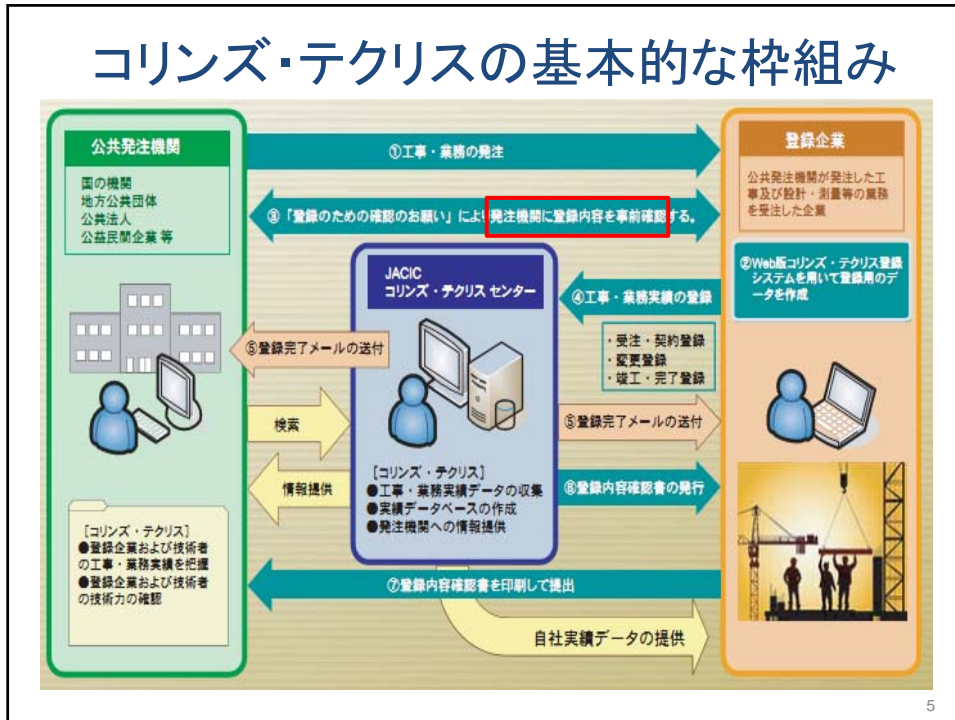 コリンズ・テクリスの基本的な枠組み
公共発注機関
国の機関
地方公共団体
公共法人
公益民間企業 等
①工事・業務の発注
登録企業
公共発注機関が発注した工
事及び設計・測量等の業務
を受注した企業
③「登録のための確認のお願い」により発注機関に登録内容を事前確認する。
②Web版コリンズ・テクリス登録
システムを用いて登録用のデ
ータを作成
JACIC
コリンズ・テクリス センター
④工事・業務実績の登録
・受注・契約登録
・変更登録
・竣工・完了登録
⑤登録完了メールの送付
⑤登録完了メールの送付
検索
情報提供
[コリンズ・テクリス]
●工事・業務実績データの収集
●実績データベースの作成
●発注機関への情報提供
⑥登録内容確認書の発行
[コリンズ・テクリス]
●登録企業および技術者
の工事・業務実績を把握
●登録企業および技術者
の技術力の確認
⑦登録内容確認書を印刷して提出
自社実績データの提供
5